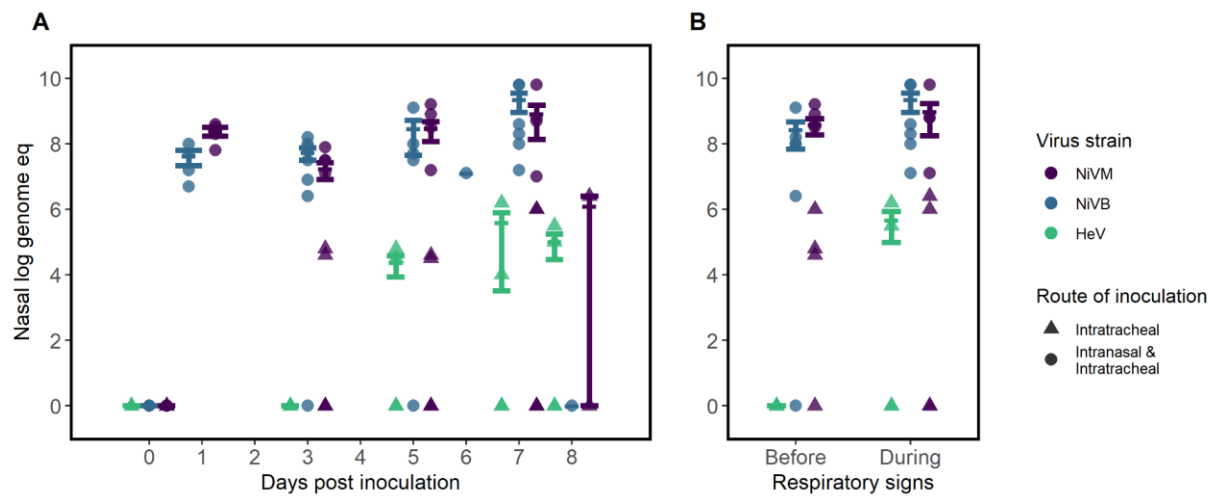 A
B
Nasal log genome eq
10
8
6
4
2
0
0 1 2 3 4 5 6 7 8
Days post inoculation
10
8
6
4
2
0
Before During
Respiratory signs
Virus strain
NiVM
NiVB
HeV
Route of inoculation
Intratracheal
Intranasal &
Intratracheal